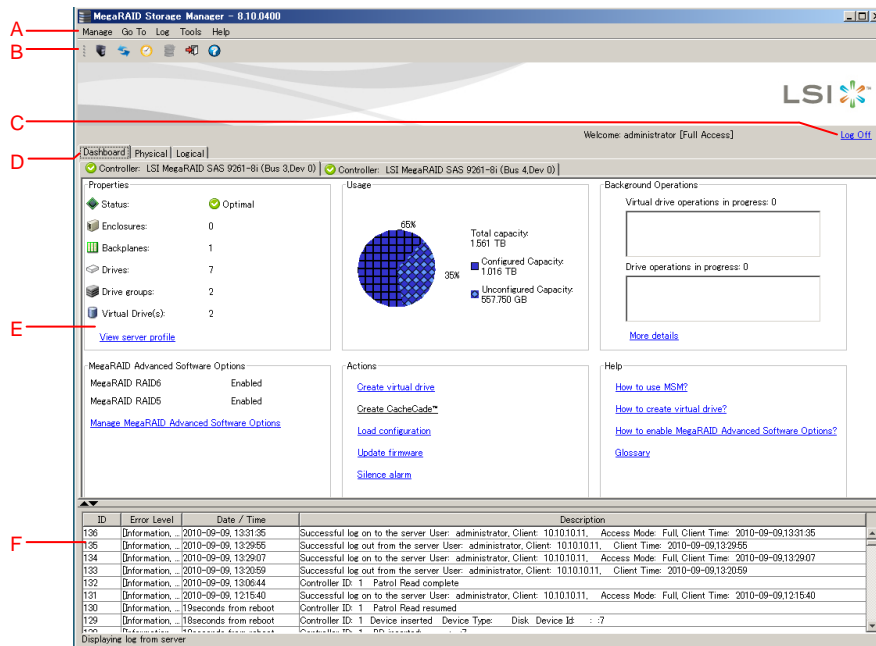 MegaRAID Storage Manager - 8.10.0400
A
Manage Go To Log Tools Help
B
LSI
C
Welcome: administrator [Full Access] Log Off
D
Dashboard Physical Logical
Controller: LSI MegaRAID SAS 9261-8i (Bus 3,Dev 0) Controller: LSI MegaRAID SAS 9261-8i (Bus 4,Dev 0)
Properties
Status: Optimal
Enclosures: 0
Backplanes: 1
Drives: 7
Drive groups: 2
Virtual Drive(s): 2
E
View server profile
Usage
65%
35%
Total capacity:
1.561 TB
Configured Capacity:
1.016 TB
Unconfigured Capacity:
557.750 GB
Background Operations
Virtual drive operations in progress: 0
Drive operations in progress: 0
More details
MegaRAID Advanced Software Options
MegaRAID RAID6 Enabled
MegaRAID RAID5 Enabled
Manage MegaRAID Advanced Software Options
Actions
Create virtual drive
Create CacheCade™
Load configuration
Update firmware
Silence alarm
Help
How to use MSM?
How to create virtual drive?
How to enable MegaRAID Advanced Software Options?
Glossary
F
ID Error Level Date / Time Description
136 [Information, ... 2010-09-09, 13:31:35 Successful log on to the server User: administrator, Client: 10.10.10.11, Access Mode: Full, Client Time: 2010-09-09,13:31:35
135 [Information, ... 2010-09-09, 13:29:55 Successful log out from the server User: administrator, Client: 10.10.10.11, Client Time: 2010-09-09,13:29:55
134 [Information, ... 2010-09-09, 13:29:07 Successful log on to the server User: administrator, Client: 10.10.10.11, Access Mode: Full, Client Time: 2010-09-09,13:29:07
133 [Information, ... 2010-09-09, 13:20:59 Successful log out from the server User: administrator, Client: 10.10.10.11, Client Time: 2010-09-09,13:20:59
132 [Information, ... 2010-09-09, 13:06:44 Controller ID: 1 Patrol Read complete
131 [Information, ... 2010-09-09, 12:15:40 Successful log on to the server User: administrator, Client: 10.10.10.11, Access Mode: Full, Client Time: 2010-09-09,12:15:40
130 [Information, ... 19seconds from reboot Controller ID: 1 Patrol Read resumed
129 [Information, ... 18seconds from reboot Controller ID: 1 Device inserted Device Type: Disk Device Id: : :7
Displaying log from server